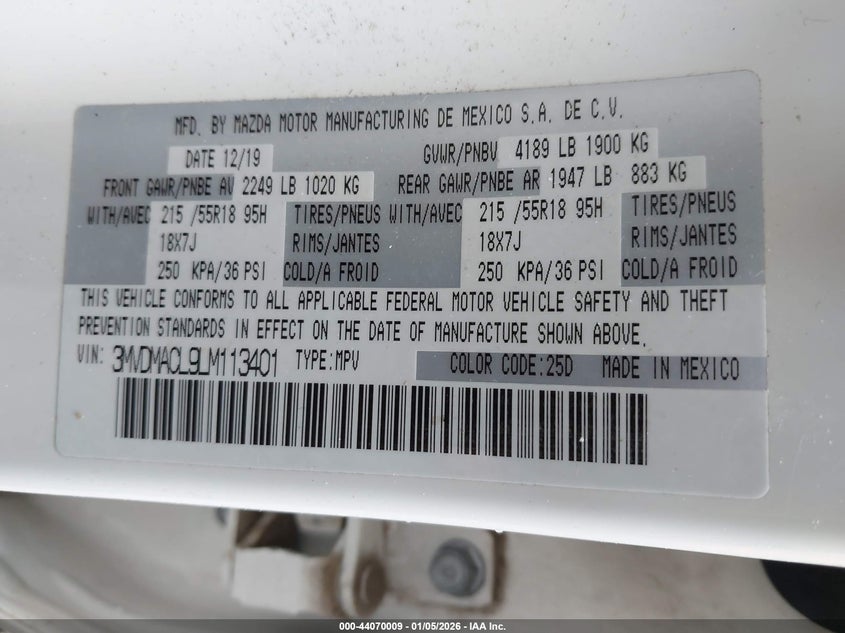 MFD. BY MAZDA MOTOR MANUFACTURING DE MEXICO S.A. DE C.V.
DATE 12/19 GVWR/PNBV 4189 LB 1900 KG
FRONT GAWR/PNBE AV 2249 LB 1020 KG REAR GAWR/PNBE AR 1947 LB 883 KG
WITH/AVEC 215 /55R18 95H TIRES/PNEUS WITH/AVEC 215 /55R18 95H TIRES/PNEUS
18X7J RIMS/JANTES 18X7J RIMS/JANTES
250 KPA/36 PSI COLD/A FROID 250 KPA/36 PSI COLD/A FROID
THIS VEHICLE CONFORMS TO ALL APPLICABLE FEDERAL MOTOR VEHICLE SAFETY AND THEFT
PREVENTION STANDARDS IN EFFECT ON THE DATE OF MANUFACTURE SHOWN ABOVE.
VIN: 3MVDMACL9LM113401 TYPE:MPV COLOR CODE:25D MADE IN MEXICO
000-44070009 - 01/05/2026 - IAA Inc.